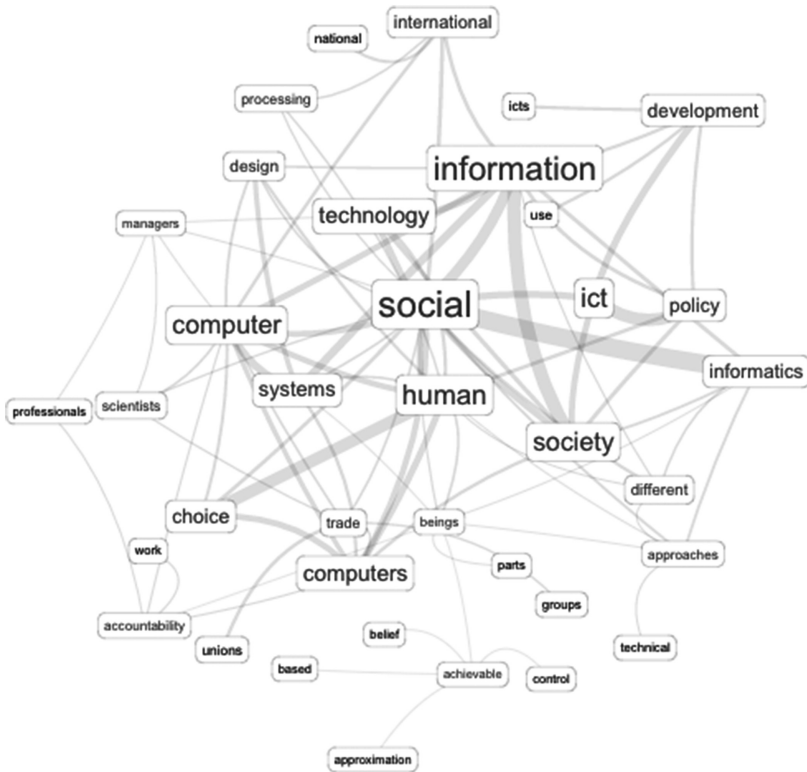 international
national
processing
icts
development
design
information
technology
use
managers
social
ict
policy
computer
informatics
systems
human
professionals
scientists
society
different
choice
trade
beings
work
approaches
computers
parts
groups
accountability
belief
unions
technical
based
achievable
control
approximation